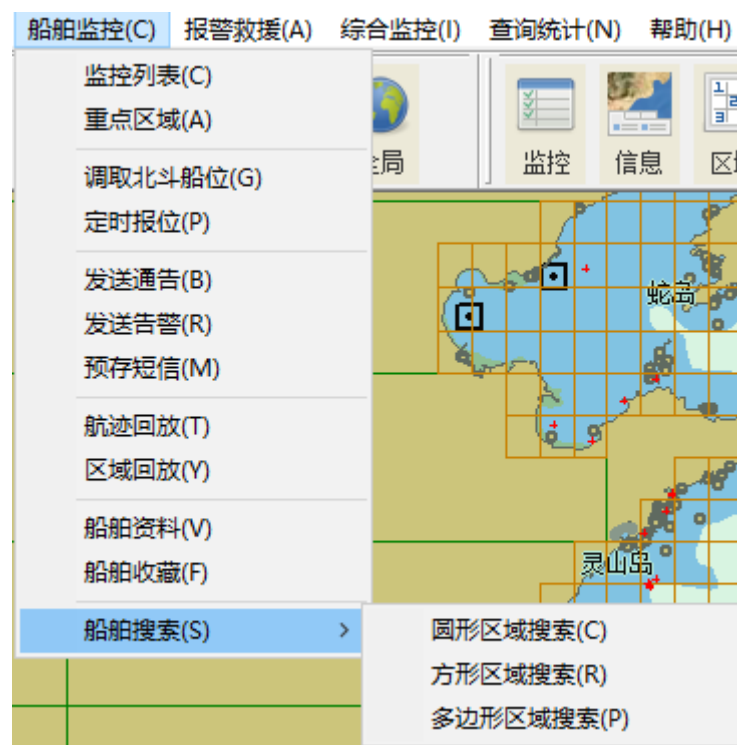 船舶监控(C) 报警救援(A) 综合监控(I) 查询统计(N) 帮助(H)
监控列表(C)
重点区域(A)
调取北斗船位(G)
定时报位(P)
发送通告(B)
发送告警(R)
预存短信(M)
航迹回放(T)
区域回放(Y)
船舶资料(V)
船舶收藏(F)
船舶搜索(S)
圆形区域搜索(C)
方形区域搜索(R)
多边形区域搜索(P)
局 监控 信息 区
蛇岛
灵山岛